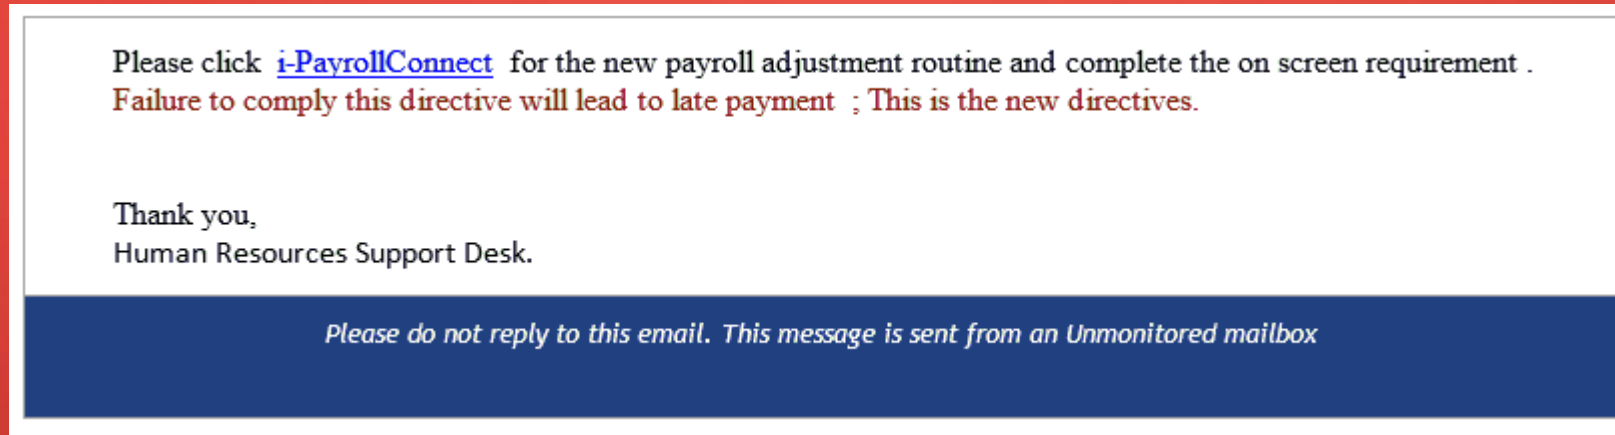 Please click i-PayrollConnect for the new payroll adjustment routine and complete the on screen requirement .
Failure to comply this directive will lead to late payment ; This is the new directives.
Thank you,
Human Resources Support Desk.
Please do not reply to this email. This message is sent from an Unmonitored mailbox